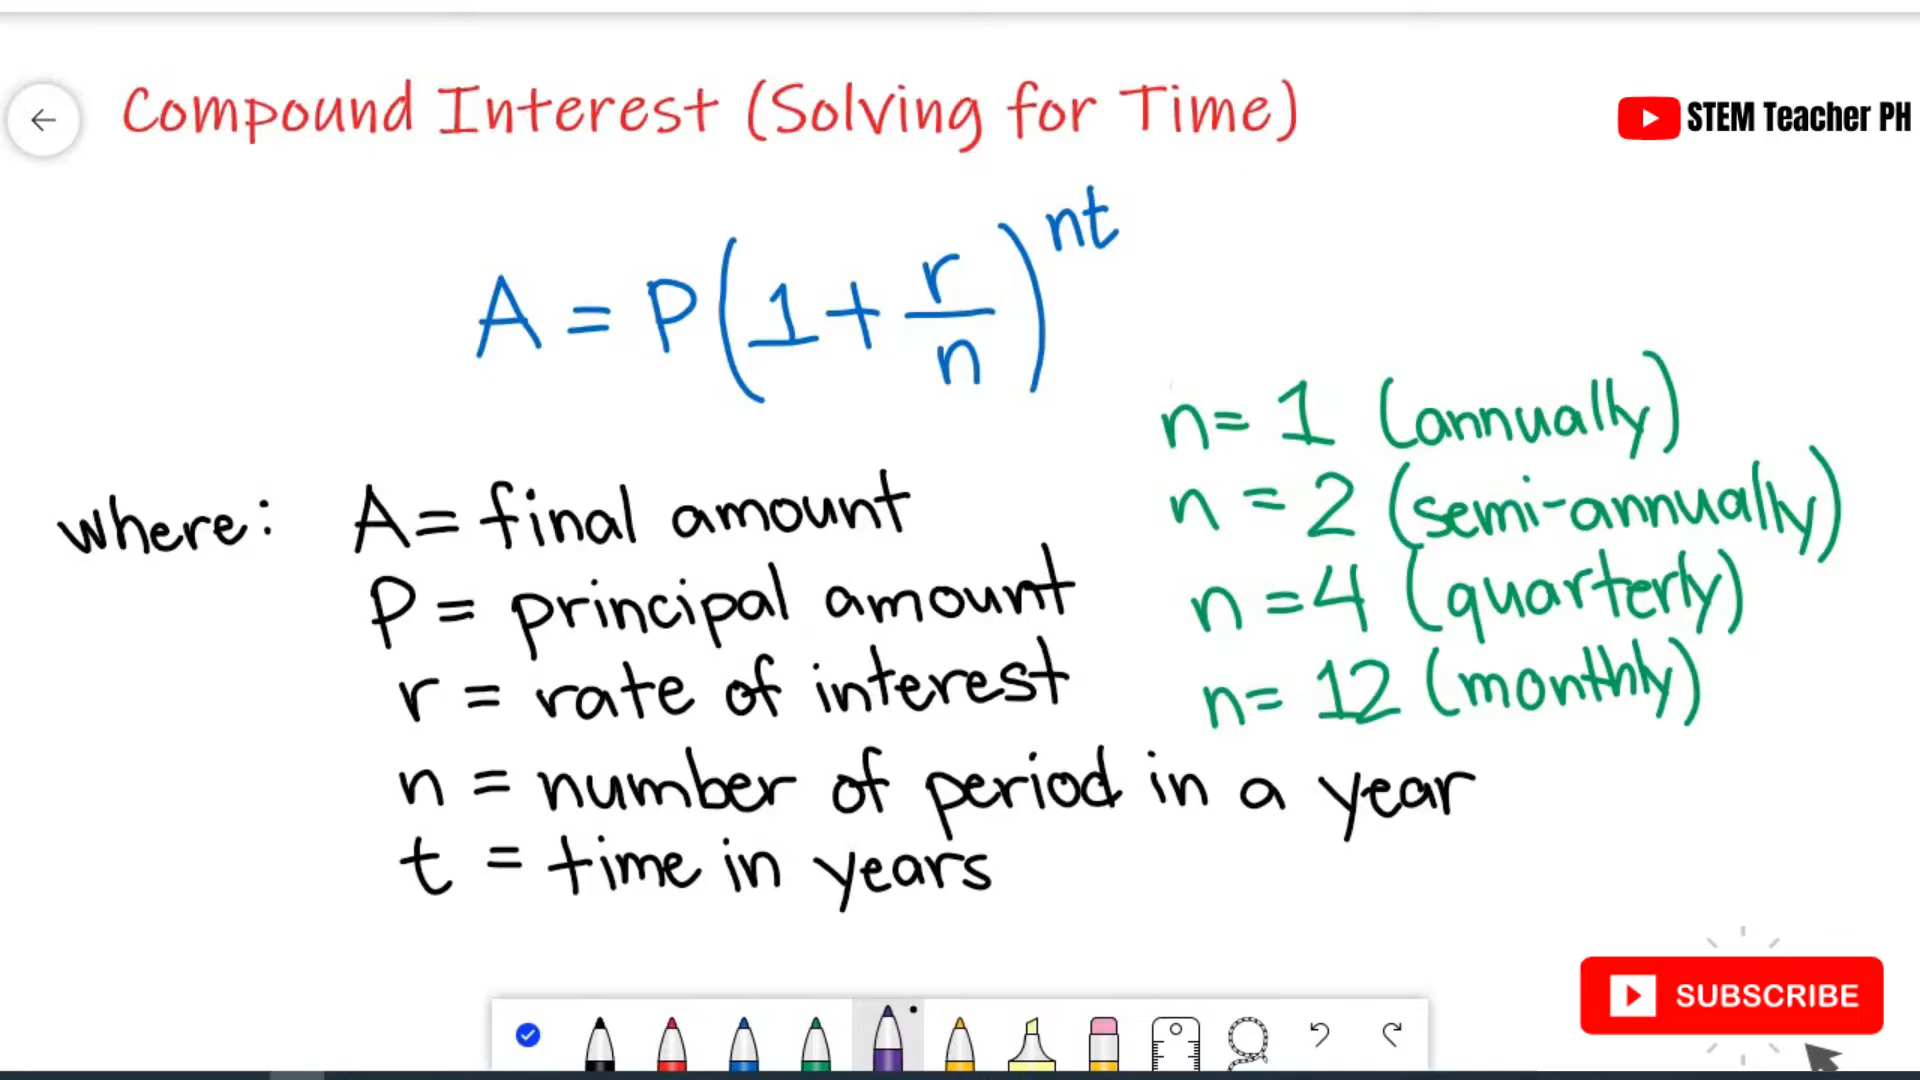 Compound Interest (Solving for Time)
STEM Teacher PH
A = P(1 + r/n)^nt
n = 1 (annually)
n = 2 (semi-annually)
n = 4 (quarterly)
n = 12 (monthly)
where: A = final amount
P = principal amount
r = rate of interest
n = number of period in a year
t = time in years
SUBSCRIBE